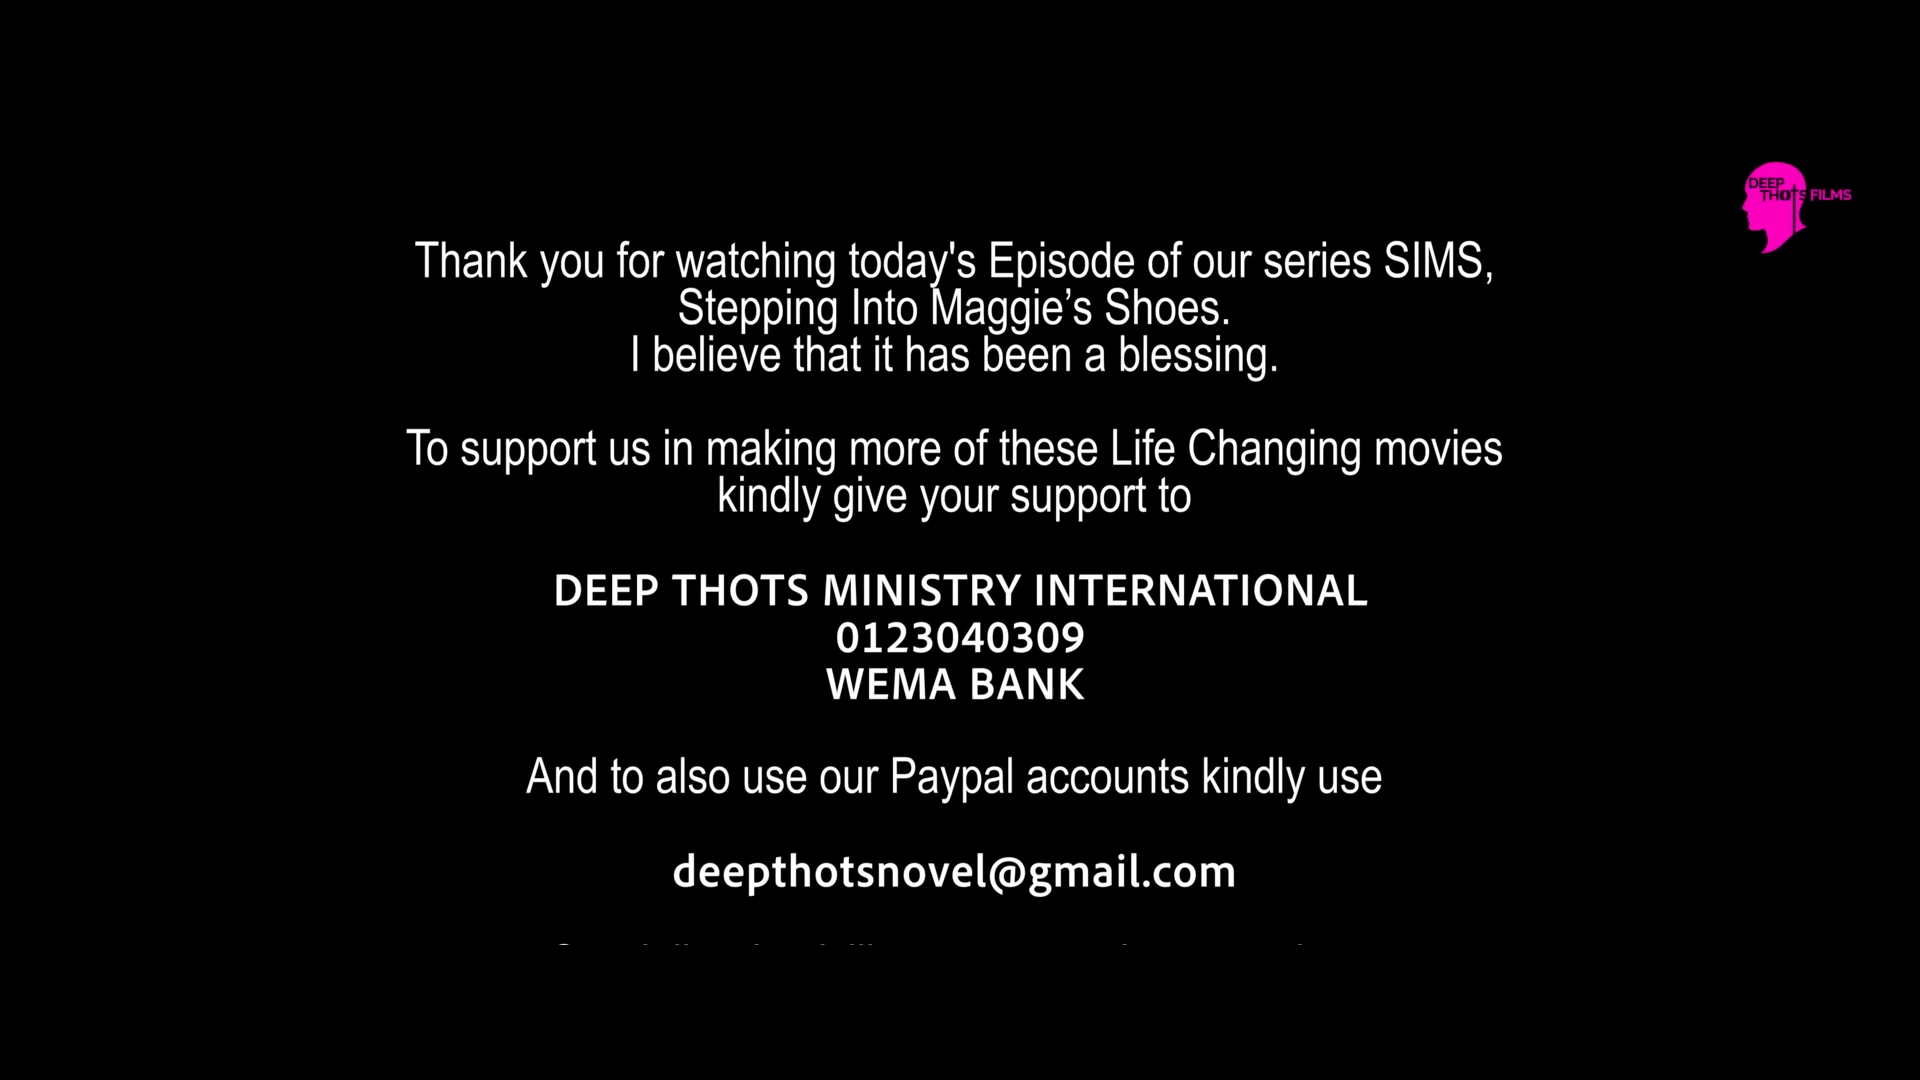 DEEP
THOTS FILMS
Thank you for watching today's Episode of our series SIMS,
Stepping Into Maggie’s Shoes.
I believe that it has been a blessing.
To support us in making more of these Life Changing movies
kindly give your support to
DEEP THOTS MINISTRY INTERNATIONAL
0123040309
WEMA BANK
And to also use our Paypal accounts kindly use
deepthotsnovel@gmail.com